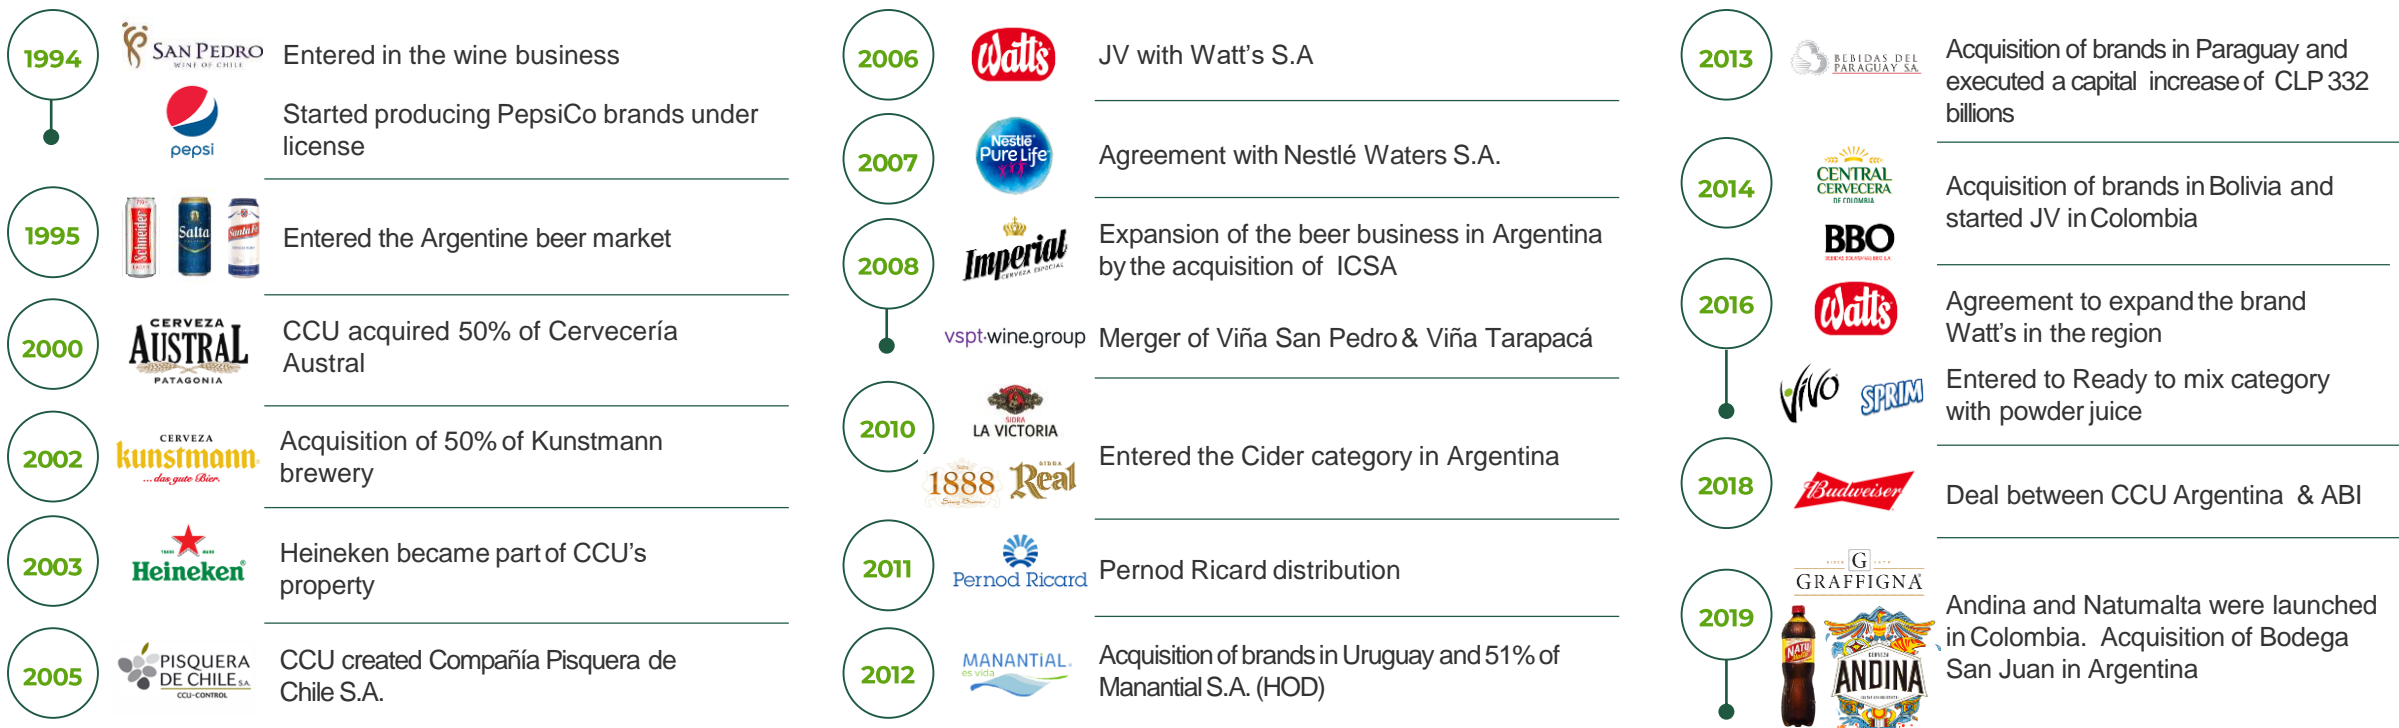 1994
SAN PEDRO
WINE OF CHILE
Entered in the wine business
pepsi
Started producing PepsiCo brands under
license
1995
Schneider
Salta
Santa Fe
Entered the Argentine beer market
2000
CERVEZA
AUSTRAL
PATAGONIA
CCU acquired 50% of Cervecería
Austral
2002
CERVEZA
kunstmann
...das gute Bier.
Acquisition of 50% of Kunstmann
brewery
2003
TRADE MARK
Heineken®
Heineken became part of CCU's
property
2005
PISQUERA
DE CHILE S.A.
CCU-CONTROL
CCU created Compañía Pisquera de
Chile S.A.
2006
Watt's
JV with Watt's S.A
2007
Nestlé
Pure Life
Agreement with Nestlé Waters S.A.
2008
Imperial
CERVEZA ESPECIAL
Expansion of the beer business in Argentina
by the acquisition of ICSA
vspt·wine.group
Merger of Viña San Pedro & Viña Tarapacá
2010
SIDRA
LA VICTORIA
1888
SIDRA
Real
Entered the Cider category in Argentina
2011
Pernod Ricard
Pernod Ricard distribution
2012
MANANTiAL
es vida
Acquisition of brands in Uruguay and 51% of
Manantial S.A. (HOD)
2013
BEBIDAS DEL
PARAGUAY SA
Acquisition of brands in Paraguay and
executed a capital increase of CLP 332
billions
2014
CENTRAL
CERVECERA
DE COLOMBIA
BBO
BEBIDAS BOLIVIANAS BBO S.A.
Acquisition of brands in Bolivia and
started JV in Colombia
2016
Watt's
Agreement to expand the brand
Watt's in the region
ViVO
SPRIM
Entered to Ready to mix category
with powder juice
2018
Budweiser
Deal between CCU Argentina & ABI
2019
G
GRAFFIGNA
NATU
CERVEZA
ANDINA
Andina and Natumalta were launched
in Colombia. Acquisition of Bodega
San Juan in Argentina